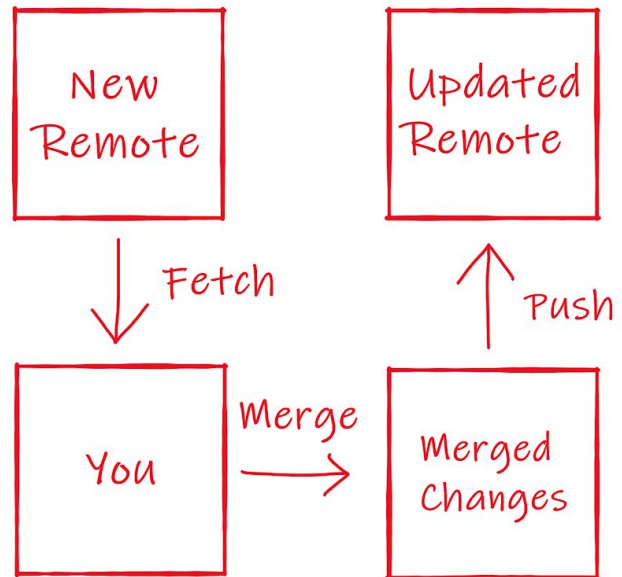 New
Remote
Updated
Remote
Fetch
Push
You
Merge
Merged
Changes